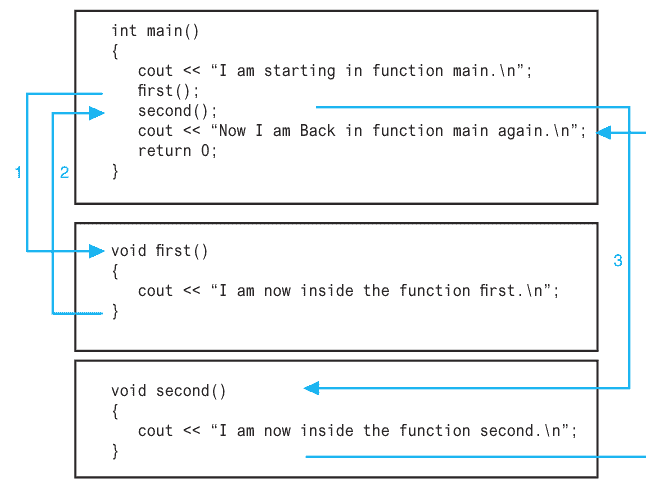 int main()
{
cout << “I am starting in function main.\n”;
first();
second();
cout << “Now I am Back in function main again.\n”;
return 0;
}
1
2
void first()
{
cout << “I am now inside the function first.\n”;
}
3
void second()
{
cout << “I am now inside the function second.\n”;
}